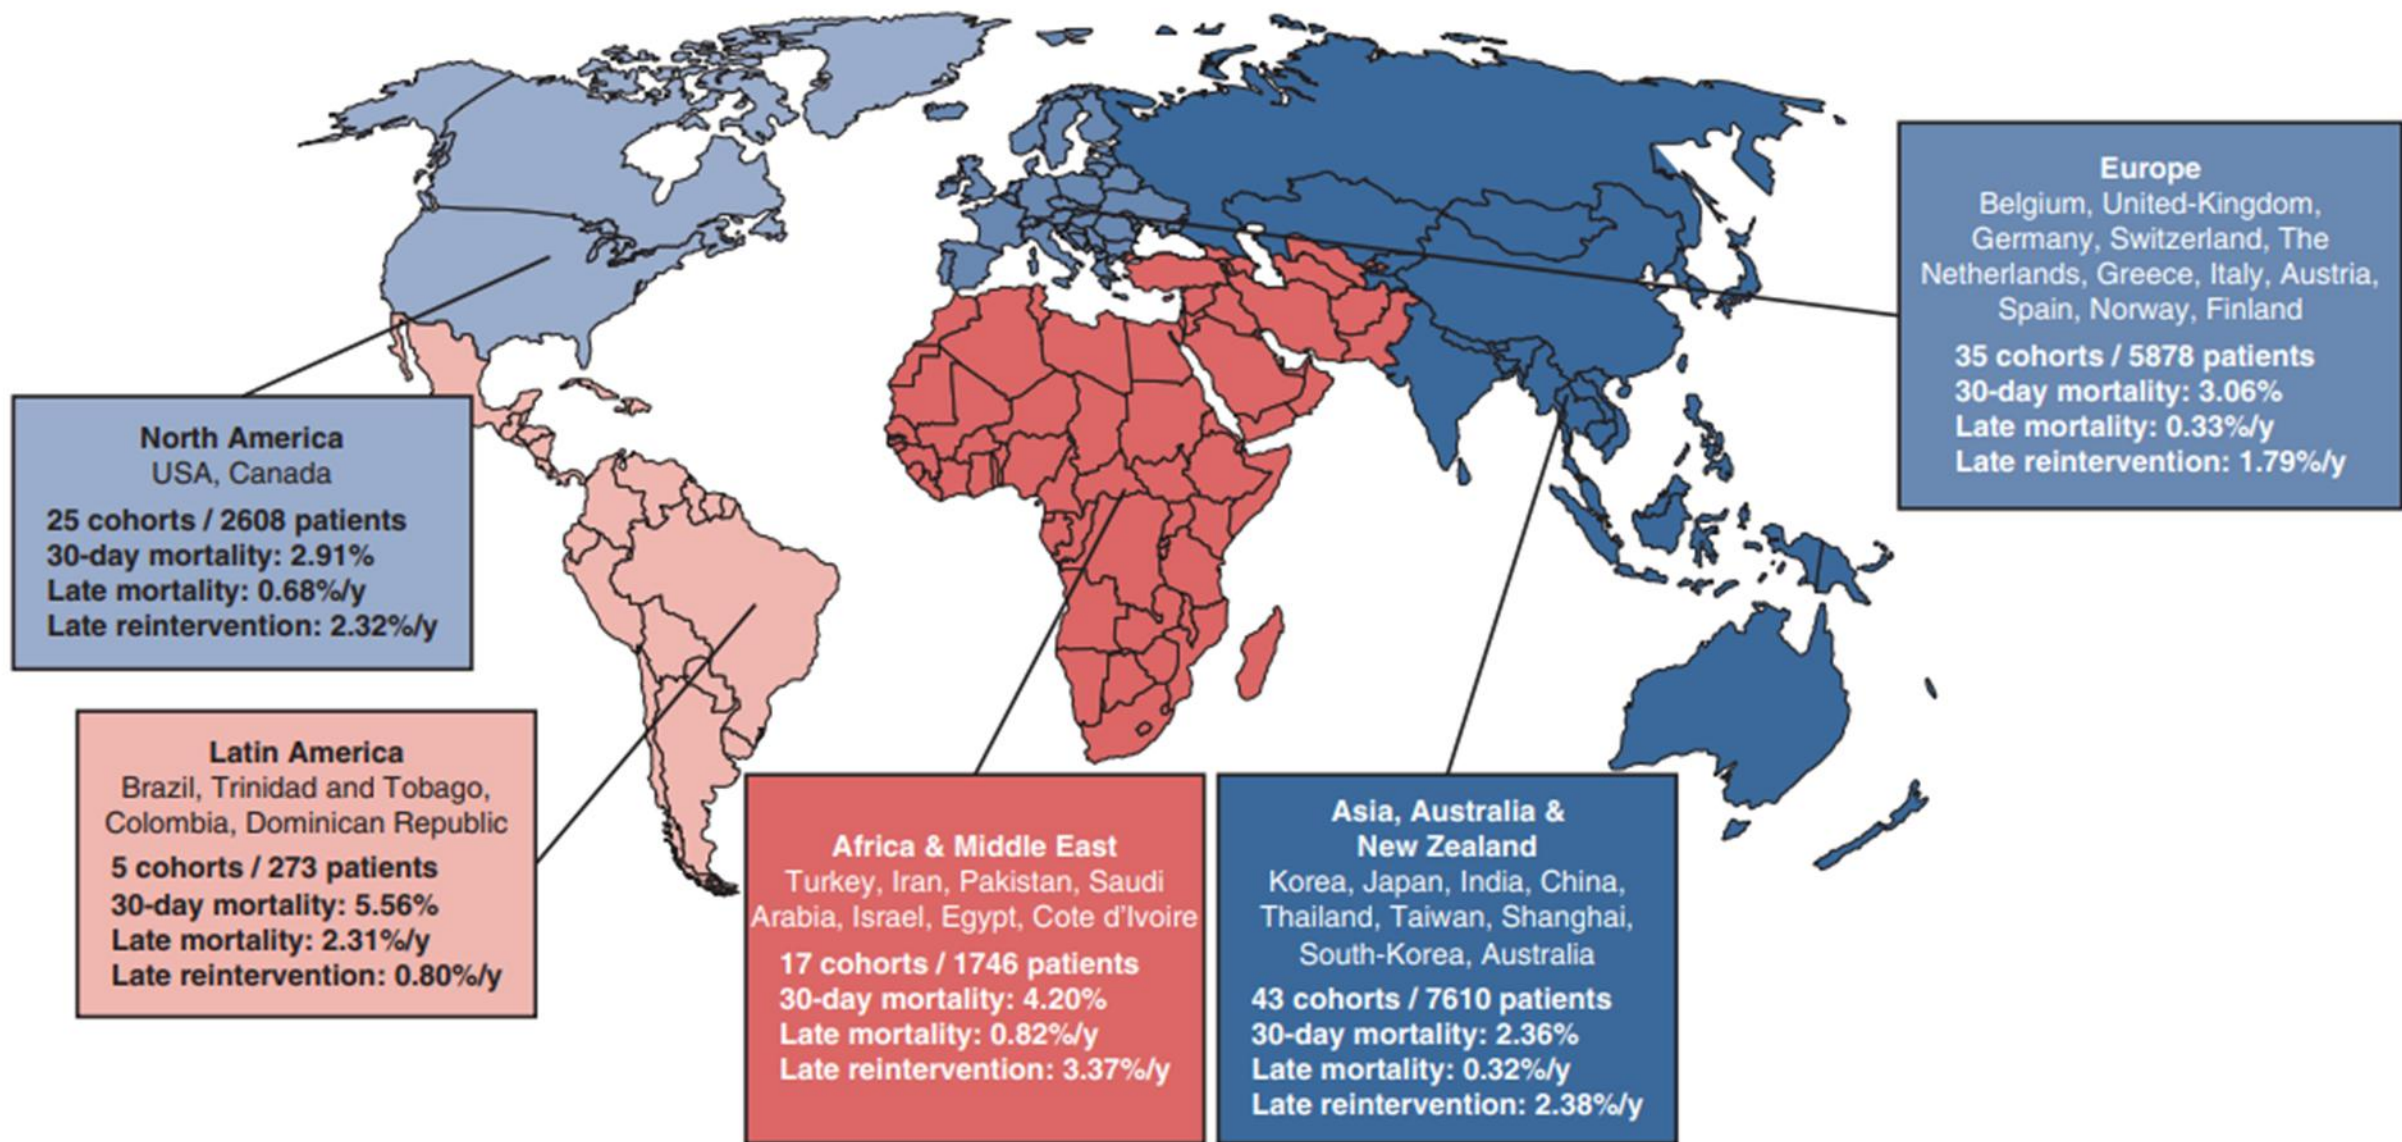 Europe
Belgium, United-Kingdom,
Germany, Switzerland, The
Netherlands, Greece, Italy, Austria,
Spain, Norway, Finland
35 cohorts / 5878 patients
30-day mortality: 3.06%
Late mortality: 0.33%/y
Late reintervention: 1.79%/y
North America
USA, Canada
25 cohorts / 2608 patients
30-day mortality: 2.91%
Late mortality: 0.68%/y
Late reintervention: 2.32%/y
Latin America
Brazil, Trinidad and Tobago,
Colombia, Dominican Republic
5 cohorts / 273 patients
30-day mortality: 5.56%
Late mortality: 2.31%/y
Late reintervention: 0.80%/y
Africa & Middle East
Turkey, Iran, Pakistan, Saudi
Arabia, Israel, Egypt, Cote d'Ivoire
17 cohorts / 1746 patients
30-day mortality: 4.20%
Late mortality: 0.82%/y
Late reintervention: 3.37%/y
Asia, Australia &
New Zealand
Korea, Japan, India, China,
Thailand, Taiwan, Shanghai,
South-Korea, Australia
43 cohorts / 7610 patients
30-day mortality: 2.36%
Late mortality: 0.32%/y
Late reintervention: 2.38%/y